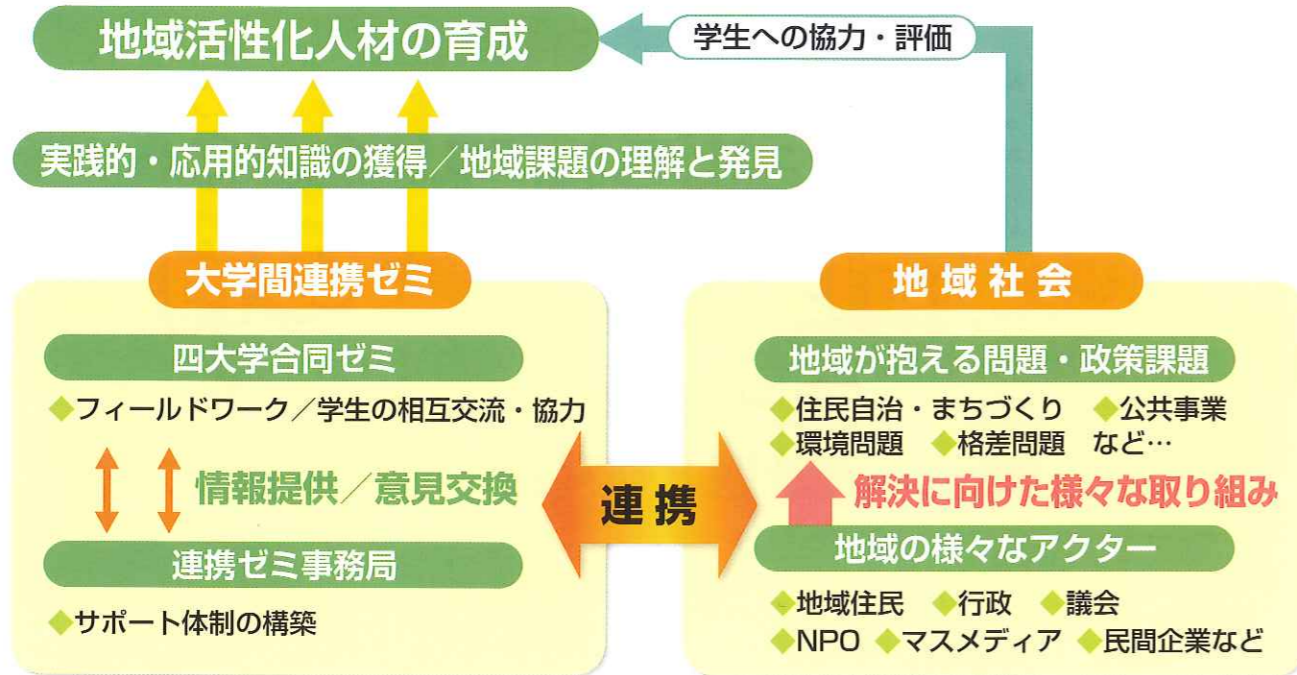 地域活性化人材の育成
学生への協力・評価
実践的・応用的知識の�得／地域課題の理解と発見
大学間連携ゼミ
四大学合同ゼミ
◆フィールドワーク／学生の相互交流・協力
情報提供／意見交換
連携ゼミ事務局
◆サポート体制の構築
連携
地域社会
地域が抱える問題・政策課題
◆住民自治・まちづくり ◆公共事業
◆環境問題 ◆格差問題 など…
解決に向けた様々な取り組み
地域の様々なアクター
◆地域住民 ◆行政 ◆議会
◆NPO ◆マスメディア ◆民間企業など